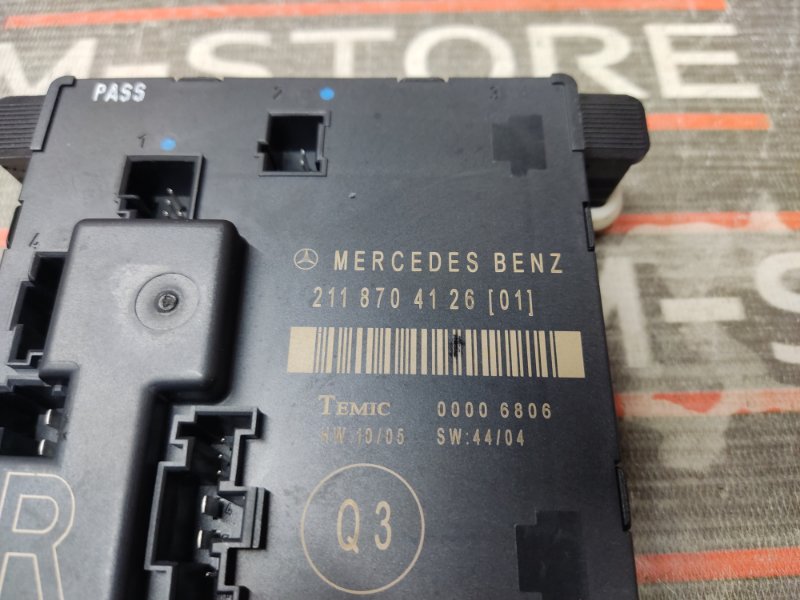 M-STORE
PASS
2
3
1
MERCEDES BENZ
4
211 870 41 26 [01]
TEMIC 0000 6806
HW:10/05 SW:44/04
Q3
R